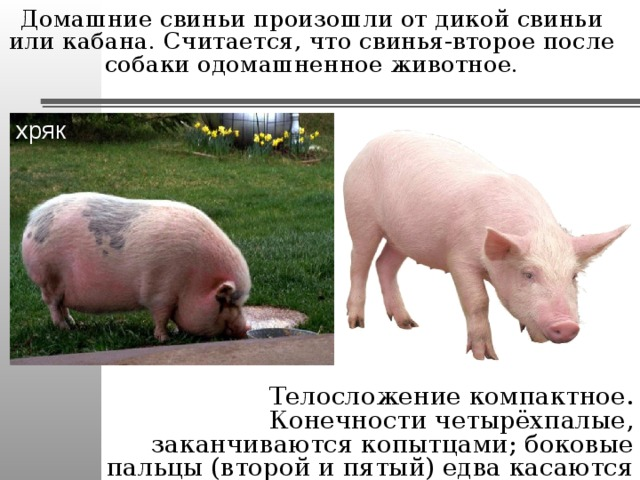 Домашние свиньи произошли от дикой свиньи
или кабана. Считается, что свинья-второе после
собаки одомашненное животное.
хряк
Телосложение компактное.
Конечности четырёхпалые,
заканчиваются копытцами; боковые
пальцы (второй и пятый) едва касаются